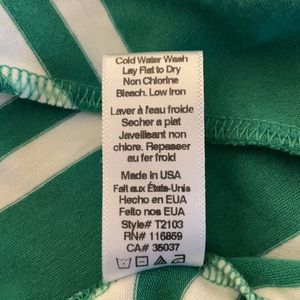 Cold Water Wash
Lay Flat to Dry
Non Chlorine
Bleach. Low Iron
Laver à l'eau froide
Secher a plat
Javeileant non
chlore. Repasser
au fer froid
Made in USA
Fait aux États-Unis
Hecho en EUA
Feito nos EUA
Style# T2103
RN# 116859
CA# 35037